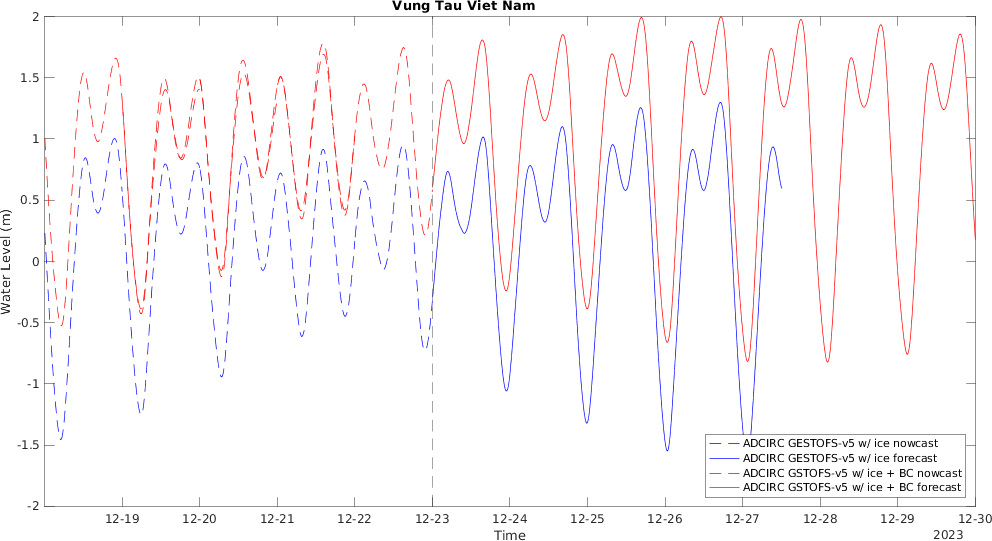 Vung Tau Viet Nam
Water Level (m)
2
1.5
1
0.5
0
-0.5
-1
-1.5
-2
ADCIRC GESTOFS-v5 w/ ice nowcast
ADCIRC GESTOFS-v5 w/ ice forecast
ADCIRC GSTOFS-v5 w/ ice + BC nowcast
ADCIRC GSTOFS-v5 w/ ice + BC forecast
12-19 12-20 12-21 12-22 12-23 12-24 12-25 12-26 12-27 12-28 12-29 12-30
Time
2023